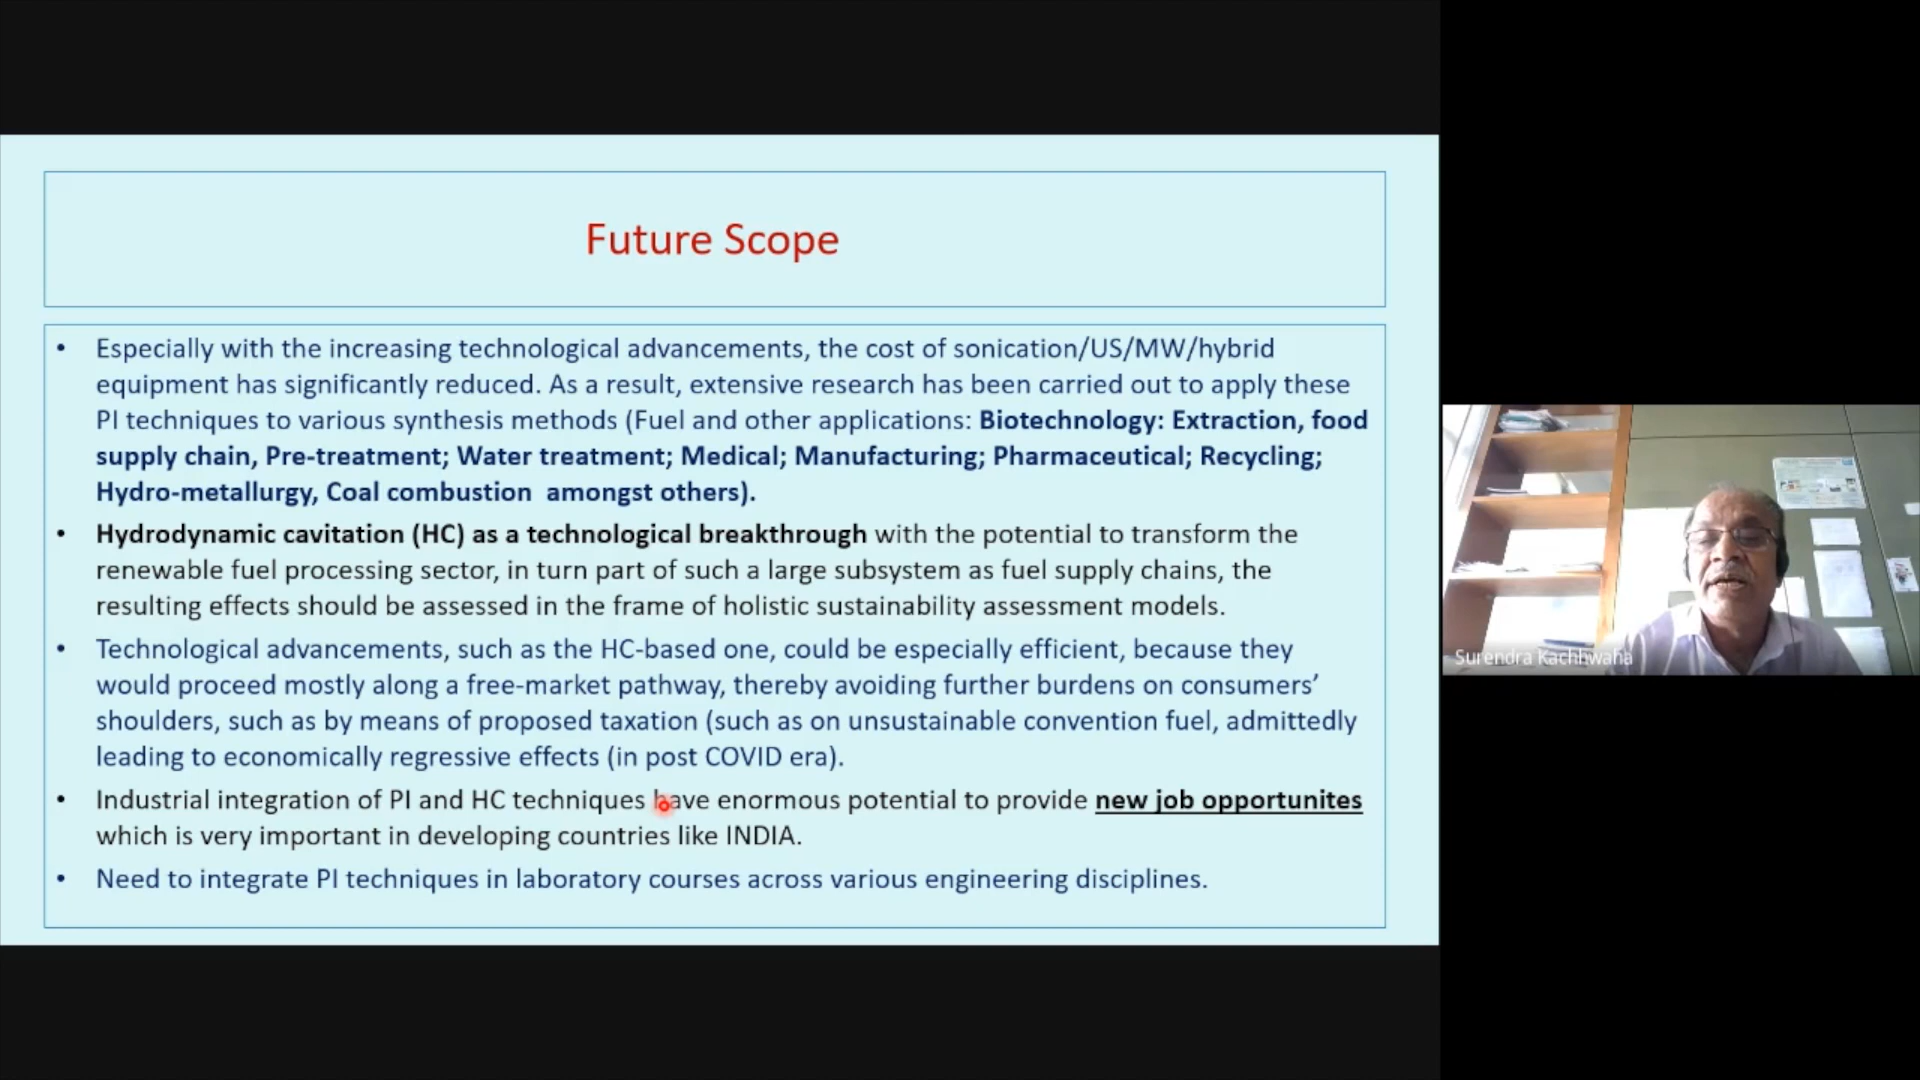 Future Scope
• Especially with the increasing technological advancements, the cost of sonication/US/MW/hybrid
equipment has significantly reduced. As a result, extensive research has been carried out to apply these
PI techniques to various synthesis methods (Fuel and other applications: Biotechnology: Extraction, food
supply chain, Pre-treatment; Water treatment; Medical; Manufacturing; Pharmaceutical; Recycling;
Hydro-metallurgy, Coal combustion amongst others).
• Hydrodynamic cavitation (HC) as a technological breakthrough with the potential to transform the
renewable fuel processing sector, in turn part of such a large subsystem as fuel supply chains, the
resulting effects should be assessed in the frame of holistic sustainability assessment models.
• Technological advancements, such as the HC-based one, could be especially efficient, because they
would proceed mostly along a free-market pathway, thereby avoiding further burdens on consumers’
shoulders, such as by means of proposed taxation (such as on unsustainable convention fuel, admittedly
leading to economically regressive effects (in post COVID era).
• Industrial integration of PI and HC techniques have enormous potential to provide new job opportunites
which is very important in developing countries like INDIA.
• Need to integrate PI techniques in laboratory courses across various engineering disciplines.
Surendra Kachhwaha